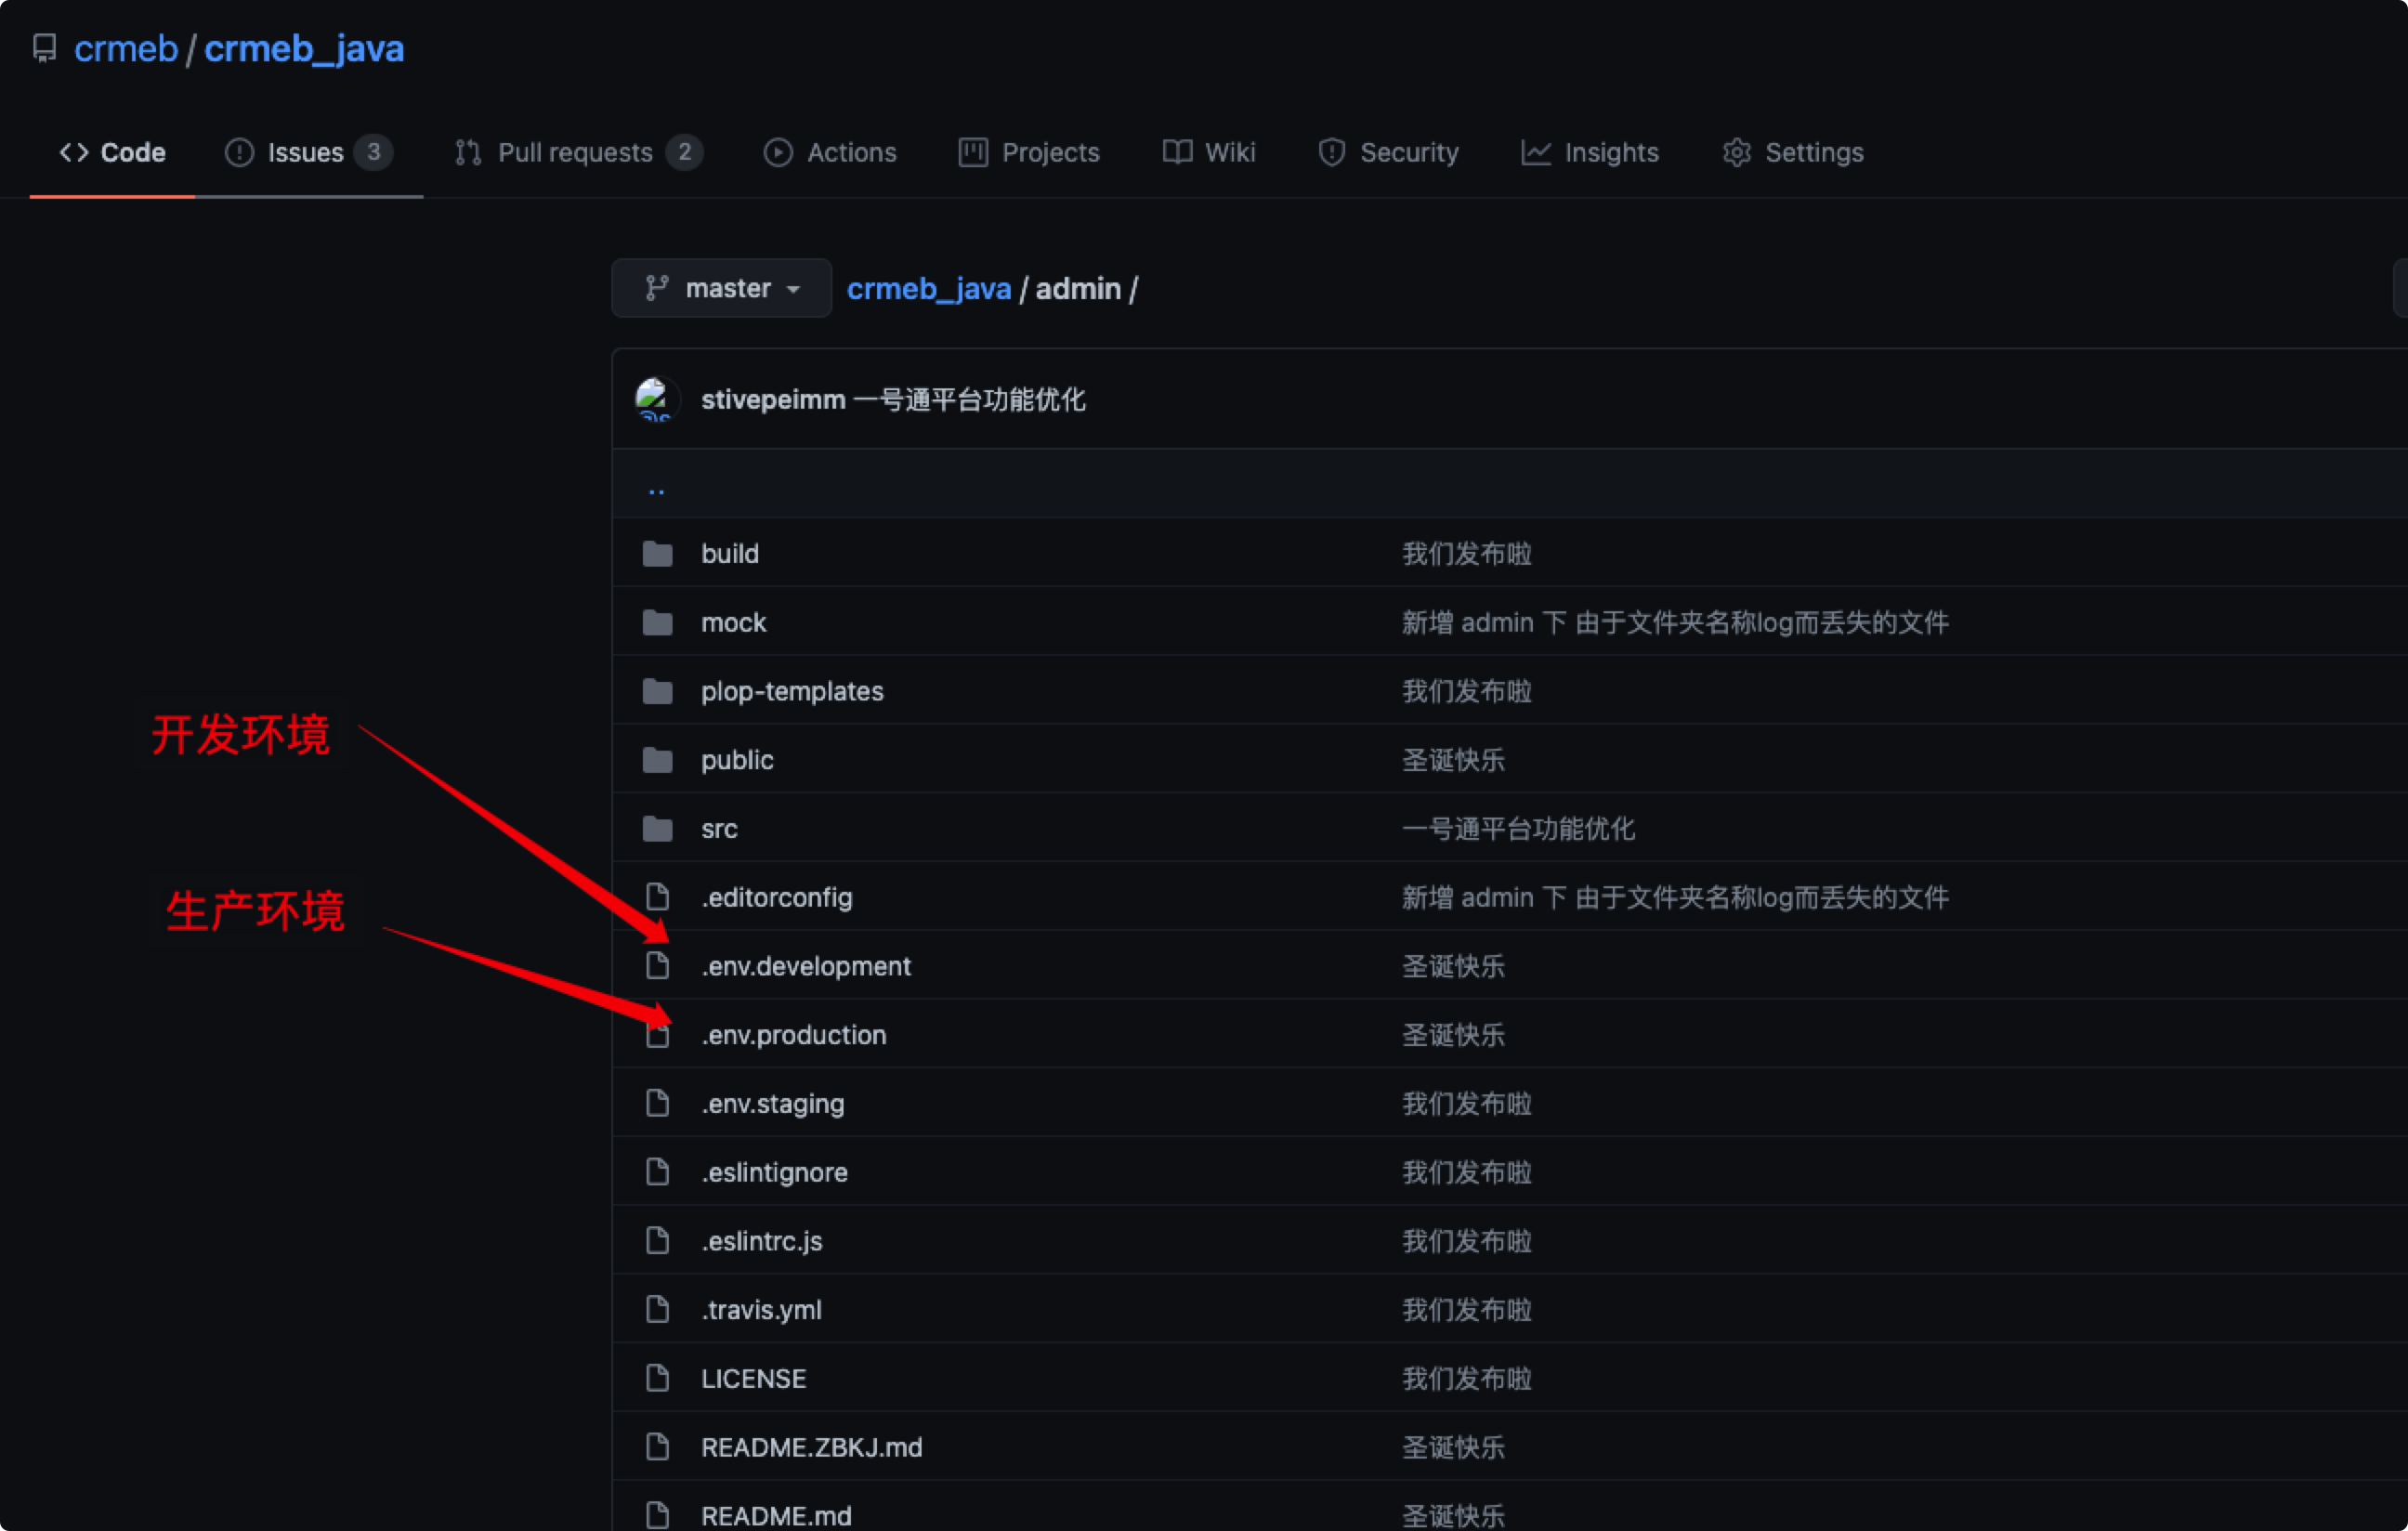 crmeb / crmeb_java
Code Issues 3 Pull requests 2 Actions Projects Wiki Security Insights Settings
master crmeb_java / admin /
stivepeimm 一号通平台功能优化
..
build 我们发布啦
mock 新增 admin 下 由于文件夹名称log而丢失的文件
plop-templates 我们发布啦
开发环境
public 圣诞快乐
src 一号通平台功能优化
生产环境
.editorconfig 新增 admin 下 由于文件夹名称log而丢失的文件
.env.development 圣诞快乐
.env.production 圣诞快乐
.env.staging 我们发布啦
.eslintignore 我们发布啦
.eslintrc.js 我们发布啦
.travis.yml 我们发布啦
LICENSE 我们发布啦
README.ZBKJ.md 圣诞快乐
README.md 圣诞快乐